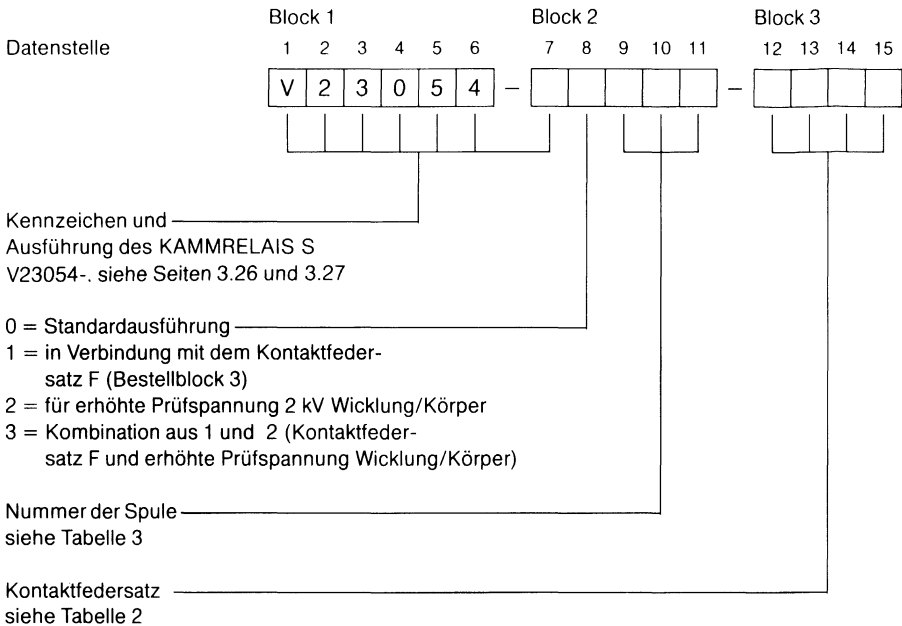 Block 1 Block 2 Block 3
Datenstelle 1 2 3 4 5 6 7 8 9 10 11 12 13 14 15
V 2 3 0 5 4 – –
Kennzeichen und
Ausführung des KAMMRELAIS S
V23054-. siehe Seiten 3.26 und 3.27
0 = Standardausführung
1 = in Verbindung mit dem Kontaktfeder-
satz F (Bestellblock 3)
2 = für erhöhte Prüfspannung 2 kV Wicklung/Körper
3 = Kombination aus 1 und 2 (Kontaktfeder-
satz F und erhöhte Prüfspannung Wicklung/Körper)
Nummer der Spule
siehe Tabelle 3
Kontaktfedersatz
siehe Tabelle 2